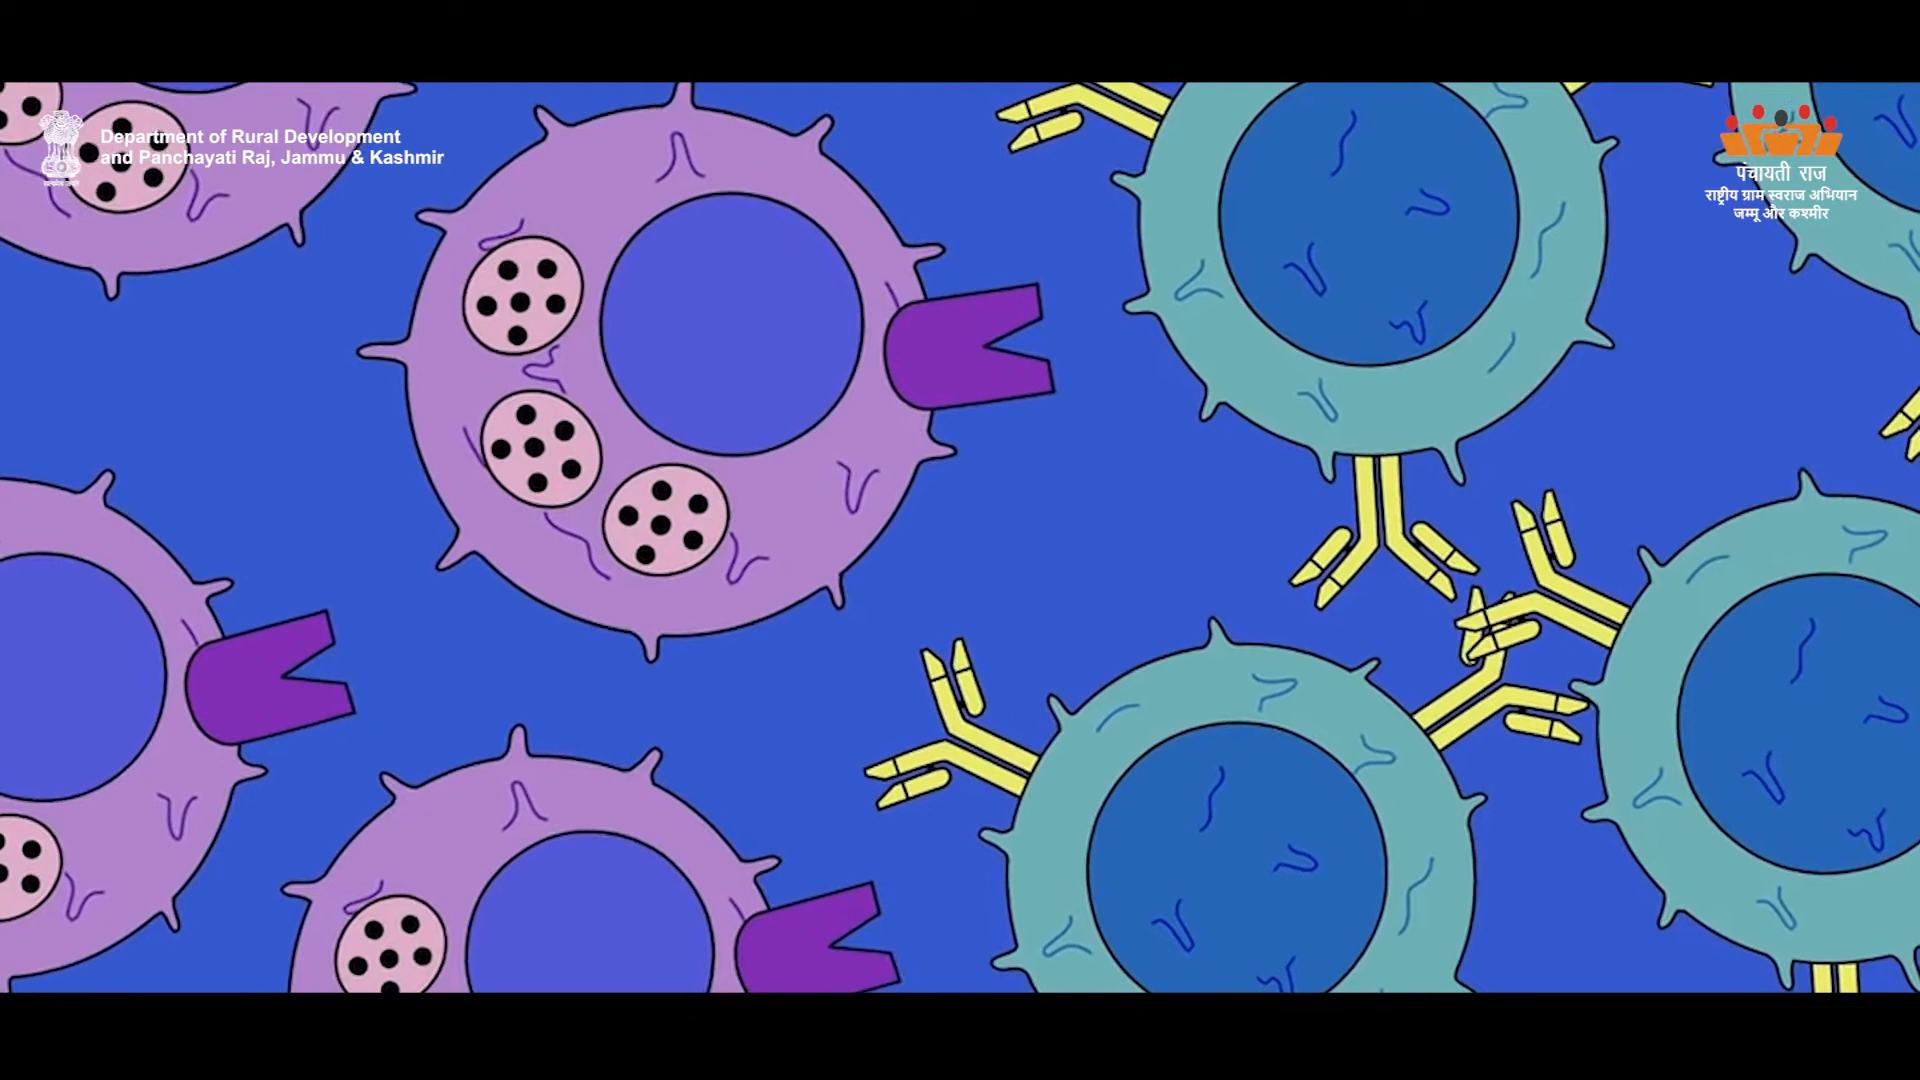 Department of Rural Development
and Panchayati Raj, Jammu & Kashmir
पंचायती राज
राष्ट्रीय ग्राम स्वराज अभियान
जम्मू और कश्मीर